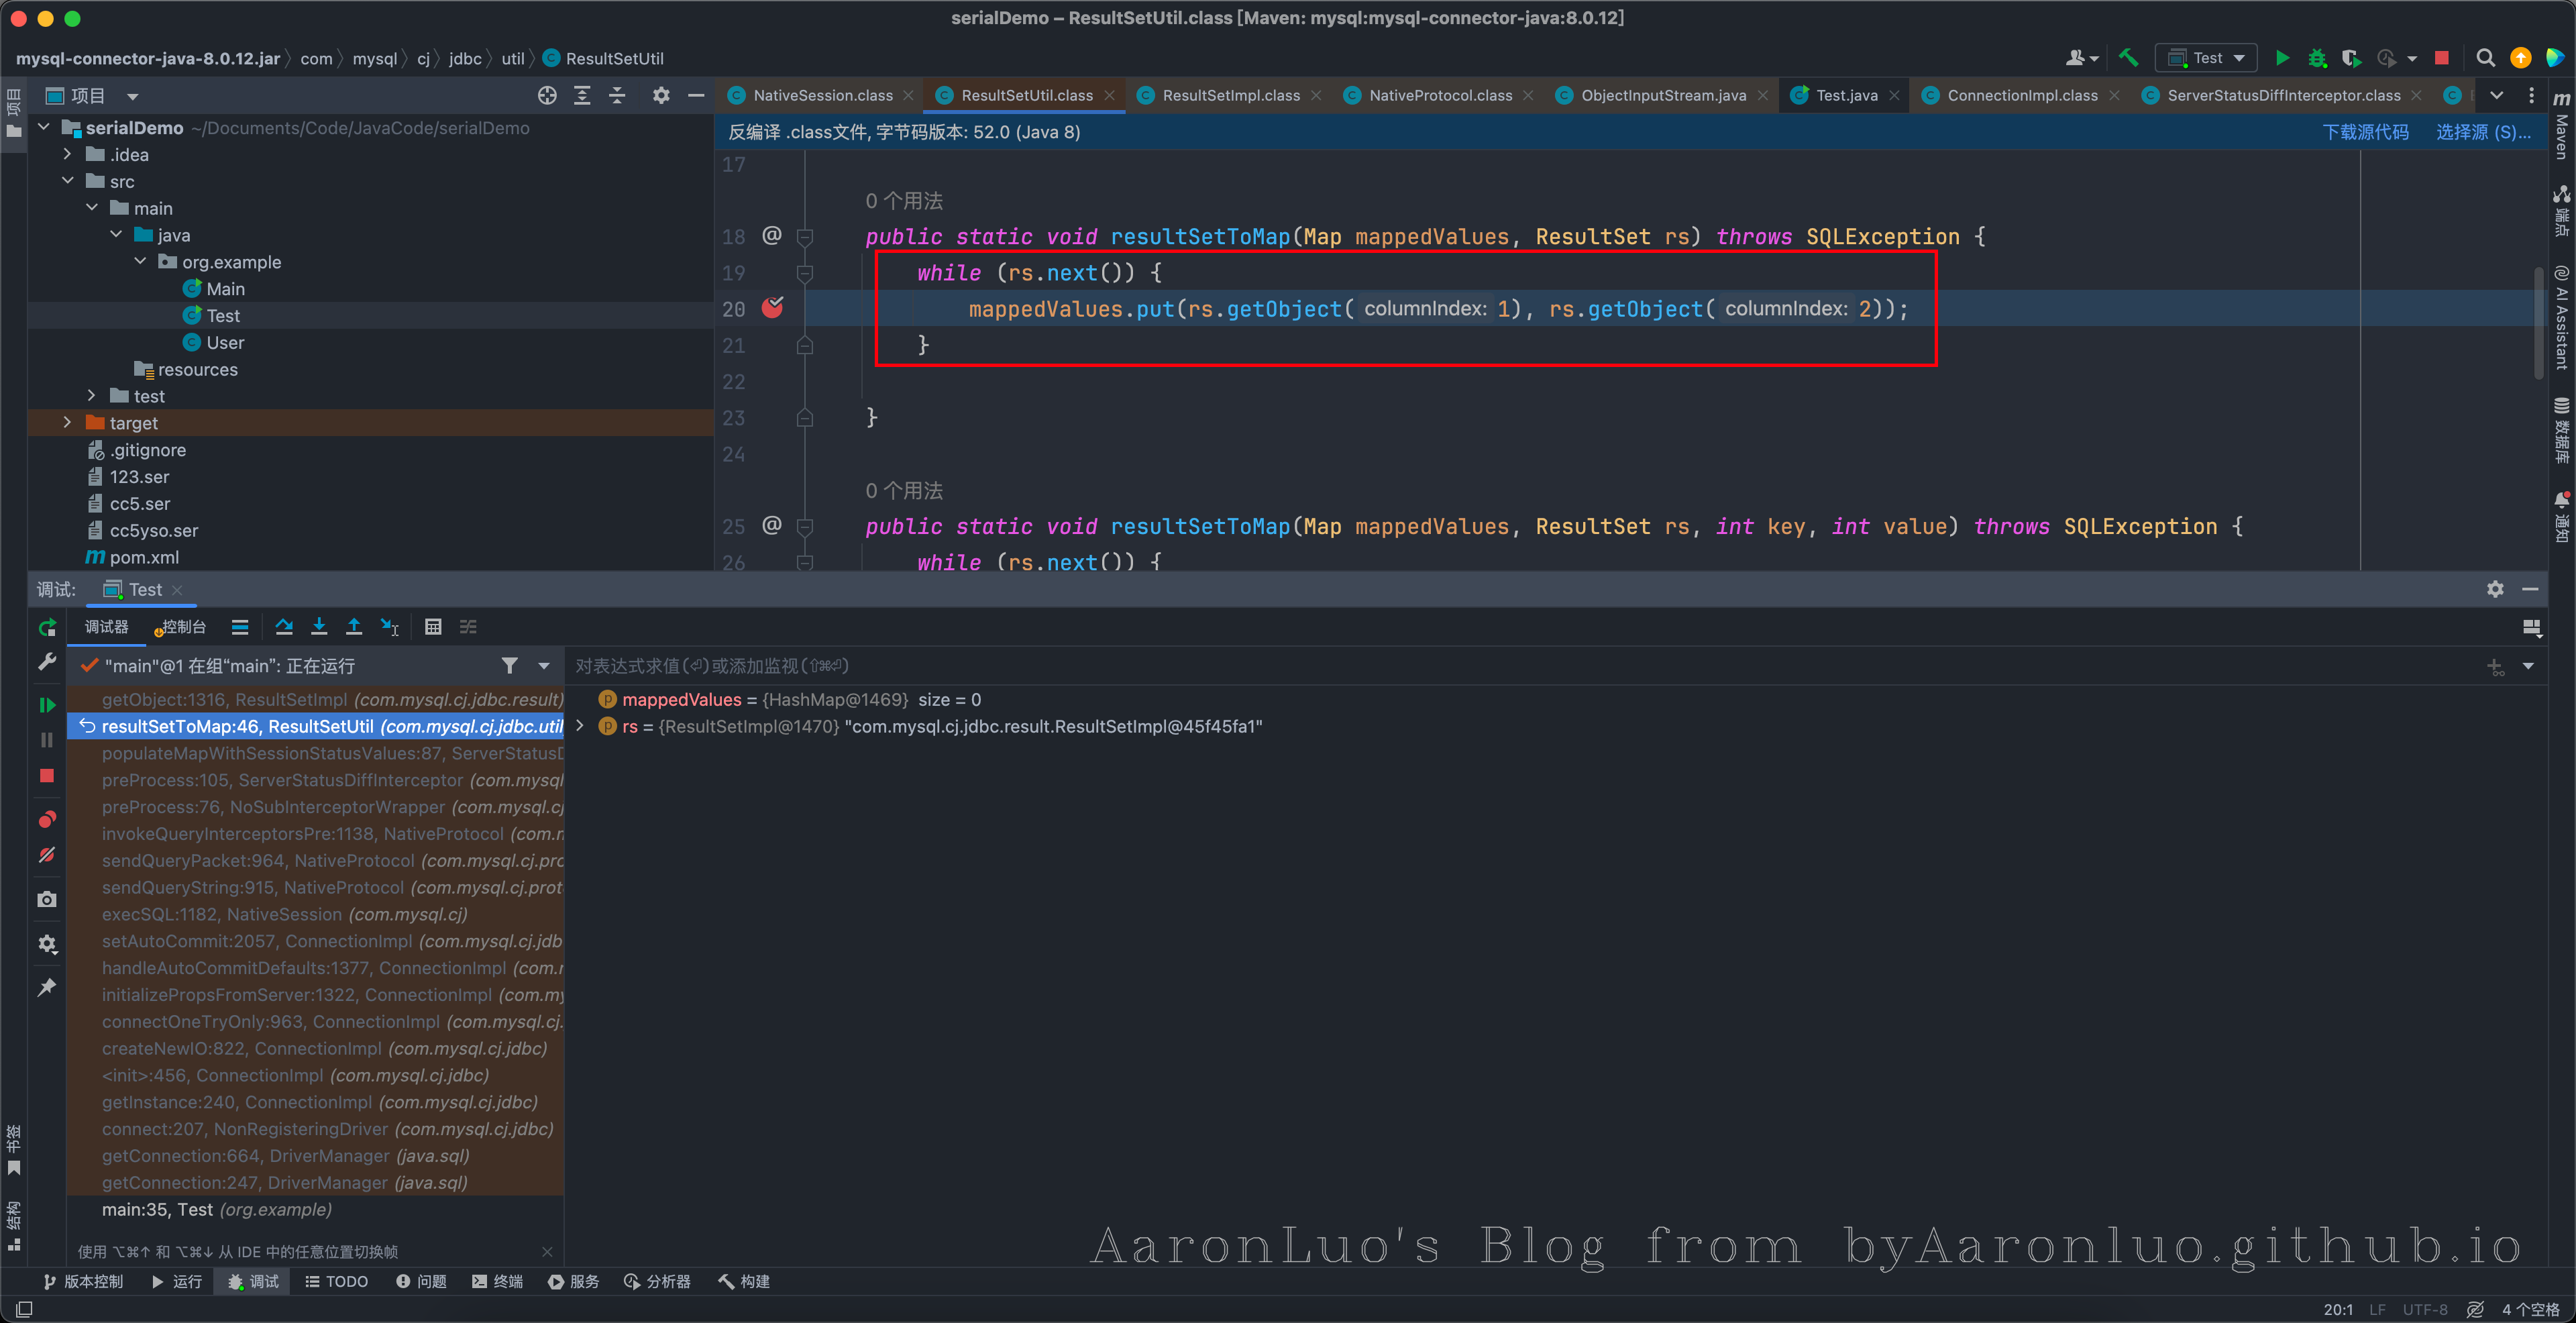 serialDemo – ResultSetUtil.class [Maven: mysql:mysql-connector-java:8.0.12]
mysql-connector-java-8.0.12.jar 〉 com 〉 mysql 〉 cj 〉 jdbc 〉 util 〉 ResultSetUtil
Test
项目
项目
NativeSession.class
ResultSetUtil.class
ResultSetImpl.class
NativeProtocol.class
ObjectInputStream.java
Test.java
ConnectionImpl.class
ServerStatusDiffInterceptor.class
serialDemo ~/Documents/Code/JavaCode/serialDemo
.idea
src
main
java
org.example
Main
Test
User
resources
test
target
.gitignore
123.ser
cc5.ser
cc5yso.ser
pom.xml
反编译 .class文件, 字节码版本: 52.0 (Java 8)
下载源代码 选择源 (S)...
17
0 个用法
18 @ public static void resultSetToMap(Map mappedValues, ResultSet rs) throws SQLException {
19 while (rs.next()) {
20 mappedValues.put(rs.getObject( columnIndex: 1), rs.getObject( columnIndex: 2));
21 }
22
23 }
24
0 个用法
25 @ public static void resultSetToMap(Map mappedValues, ResultSet rs, int key, int value) throws SQLException {
26 while (rs.next()) {
Maven
端点
AI Assistant
数据库
通知
调试: Test
调试器 控制台
"main"@1 在组“main”: 正在运行
对表达式求值(⏎)或添加监视(⇧⌘⏎)
getObject:1316, ResultSetImpl (com.mysql.cj.jdbc.result)
resultSetToMap:46, ResultSetUtil (com.mysql.cj.jdbc.util
populateMapWithSessionStatusValues:87, ServerStatusD
preProcess:105, ServerStatusDiffInterceptor (com.mysql
preProcess:76, NoSubInterceptorWrapper (com.mysql.cj
invokeQueryInterceptorsPre:1138, NativeProtocol (com.m
sendQueryPacket:964, NativeProtocol (com.mysql.cj.pro
sendQueryString:915, NativeProtocol (com.mysql.cj.prot
execSQL:1182, NativeSession (com.mysql.cj)
setAutoCommit:2057, ConnectionImpl (com.mysql.cj.jdb
handleAutoCommitDefaults:1377, ConnectionImpl (com.m
initializePropsFromServer:1322, ConnectionImpl (com.my
connectOneTryOnly:963, ConnectionImpl (com.mysql.cj.
createNewIO:822, ConnectionImpl (com.mysql.cj.jdbc)
<init>:456, ConnectionImpl (com.mysql.cj.jdbc)
getInstance:240, ConnectionImpl (com.mysql.cj.jdbc)
connect:207, NonRegisteringDriver (com.mysql.cj.jdbc)
getConnection:664, DriverManager (java.sql)
getConnection:247, DriverManager (java.sql)
main:35, Test (org.example)
使用 ⌥⌘↑ 和 ⌥⌘↓ 从 IDE 中的任意位置切换帧
mappedValues = {HashMap@1469} size = 0
rs = {ResultSetImpl@1470} "com.mysql.cj.jdbc.result.ResultSetImpl@45f45fa1"
书签
结构
AaronLuo's Blog from byAaronluo.github.io
版本控制 运行 调试 TODO 问题 终端 服务 分析器 构建
20:1 LF UTF-8 4 个空格